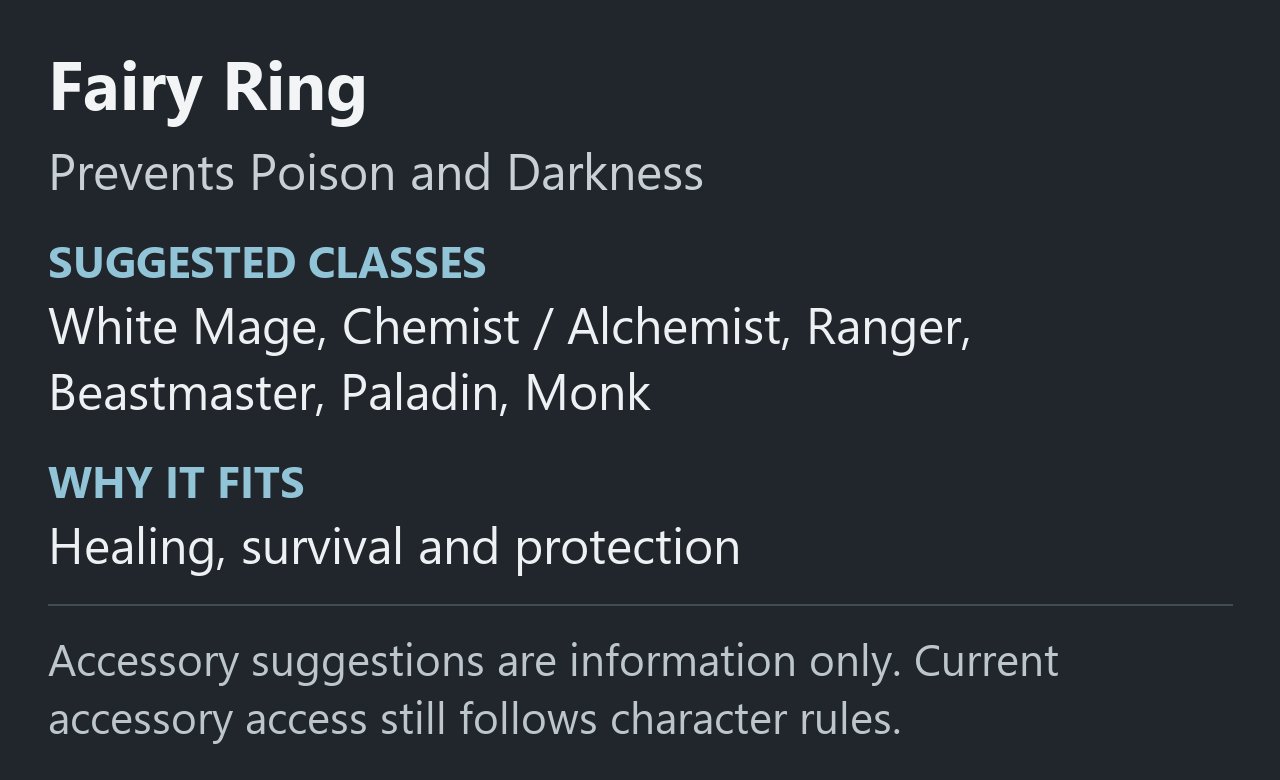 Fairy Ring
Prevents Poison and Darkness
SUGGESTED CLASSES
White Mage, Chemist / Alchemist, Ranger,
Beastmaster, Paladin, Monk
WHY IT FITS
Healing, survival and protection
Accessory suggestions are information only. Current
accessory access still follows character rules.